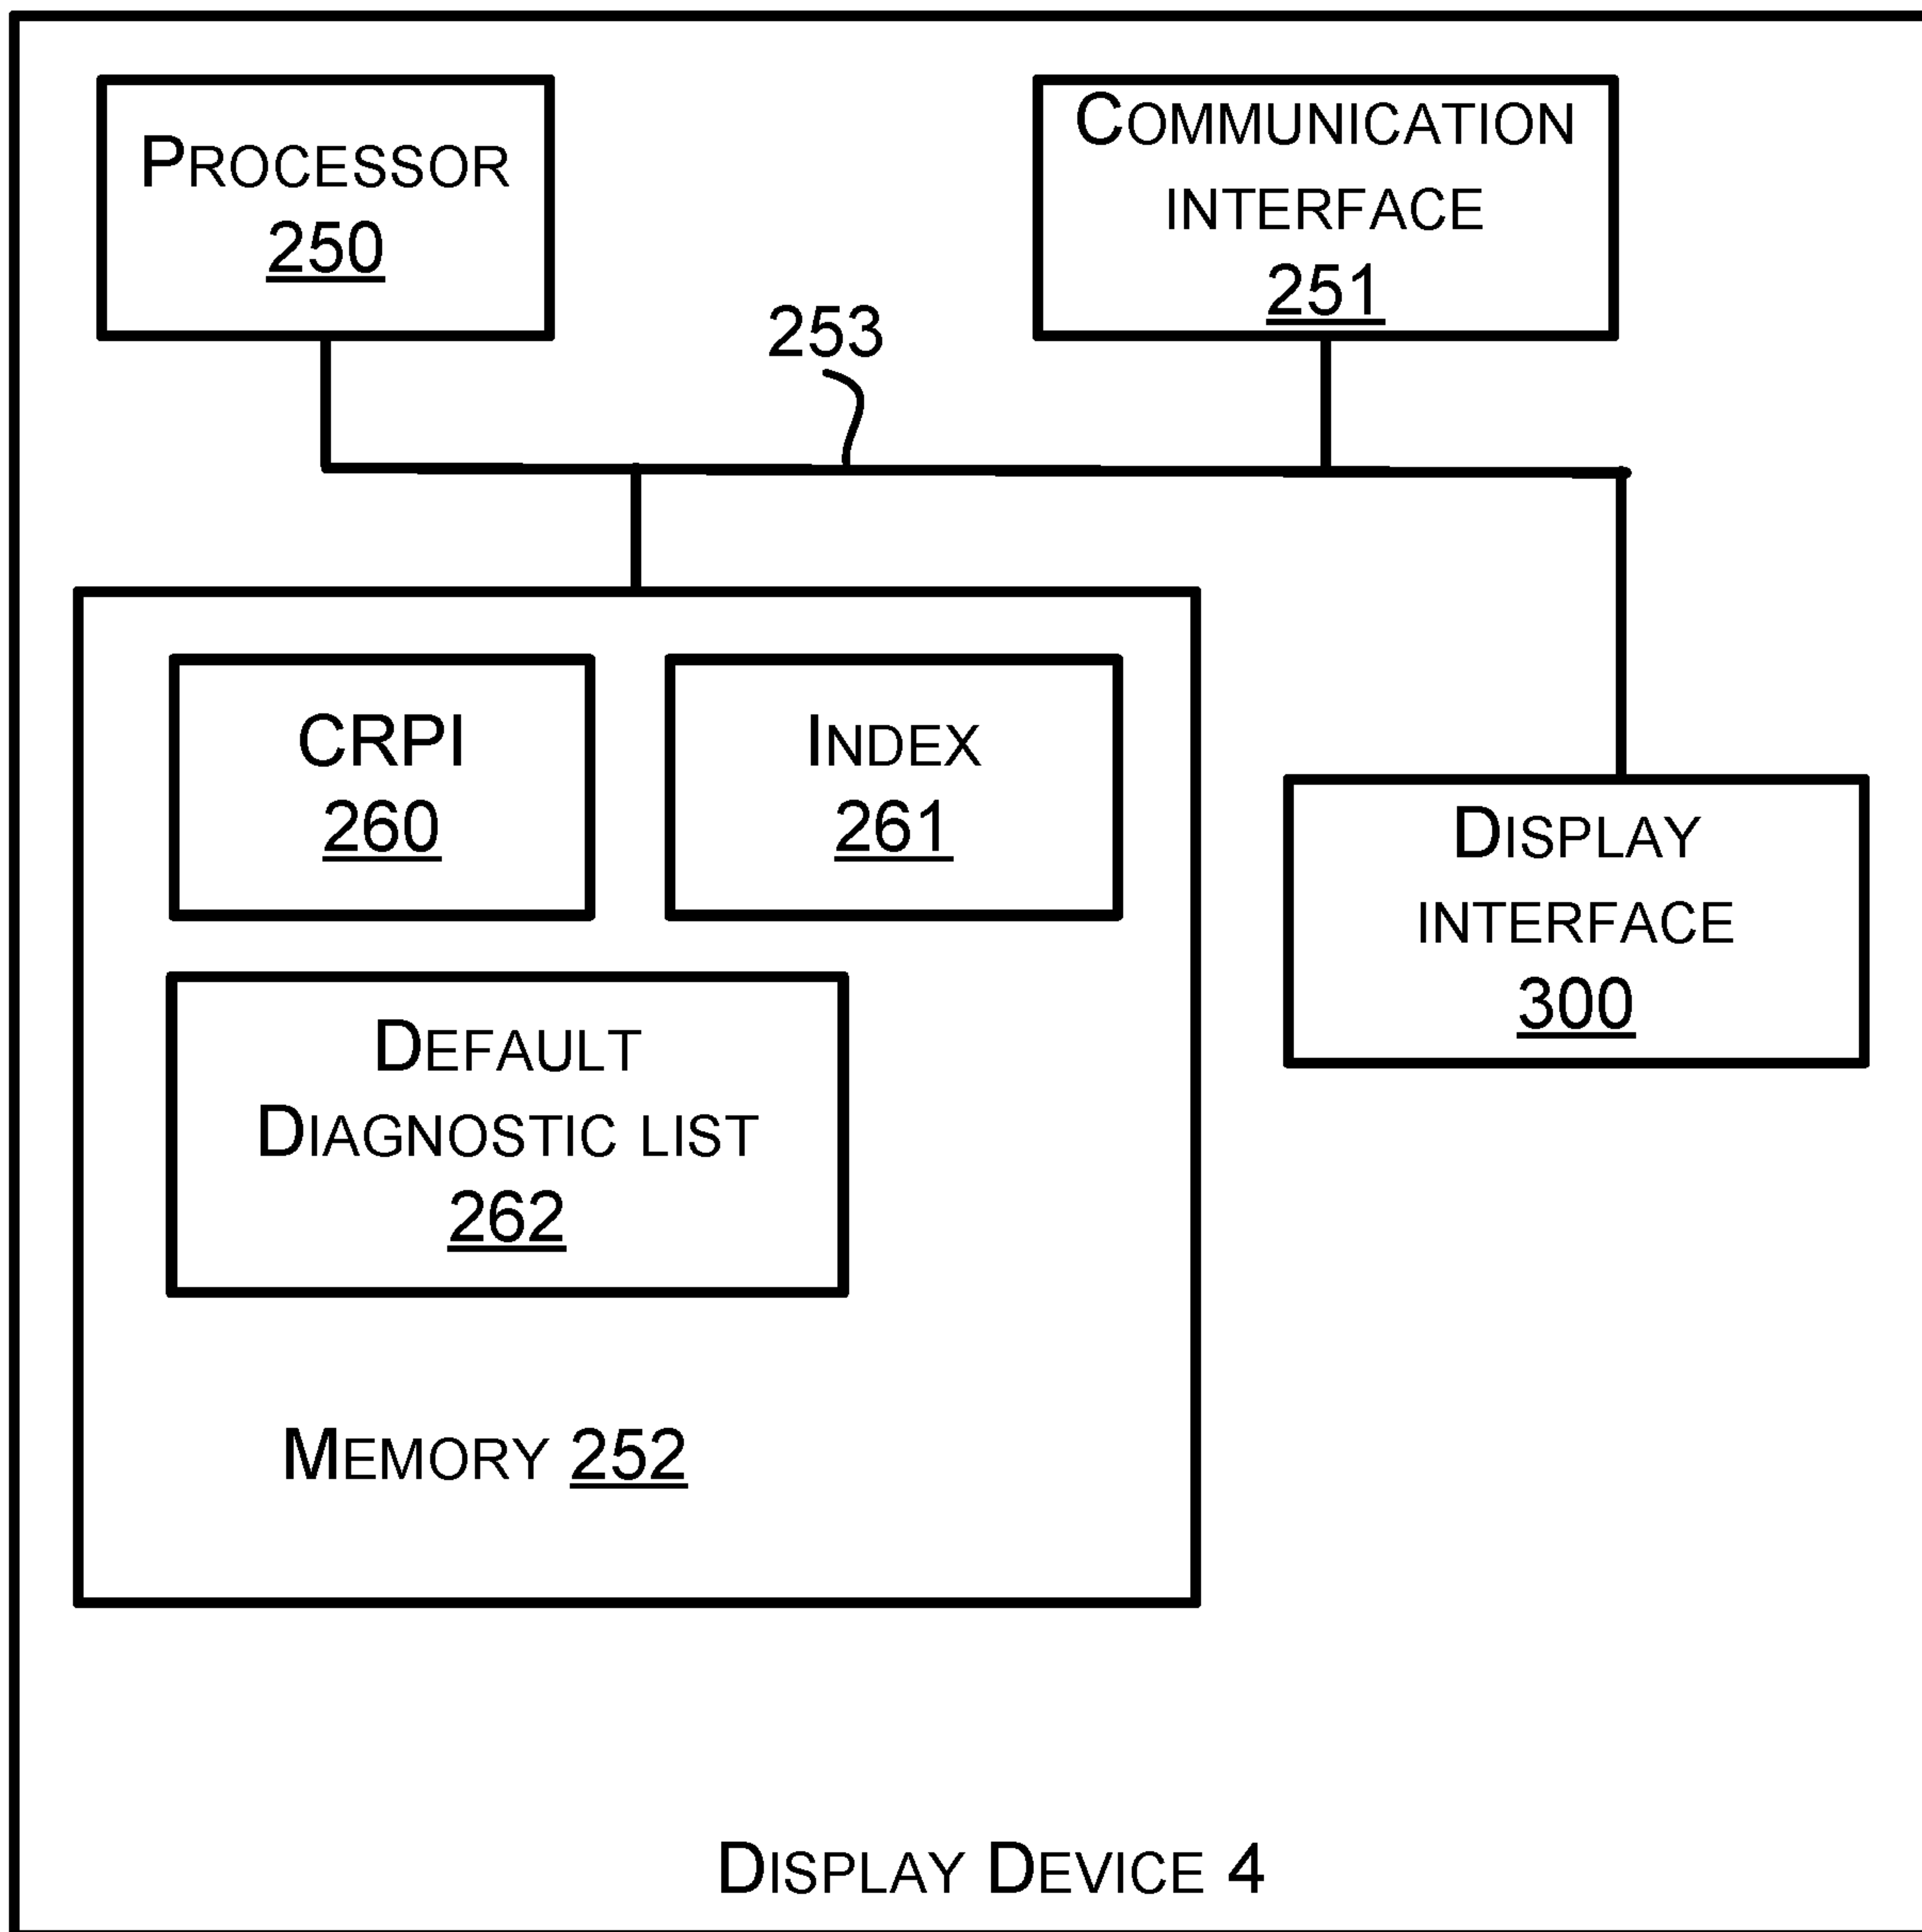 PROCESSOR
250
COMMUNICATION
INTERFACE
251
253
CRPI
260
INDEX
261
DEFAULT
DIAGNOSTIC LIST
262
MEMORY 252
DISPLAY
INTERFACE
300
DISPLAY DEVICE 4